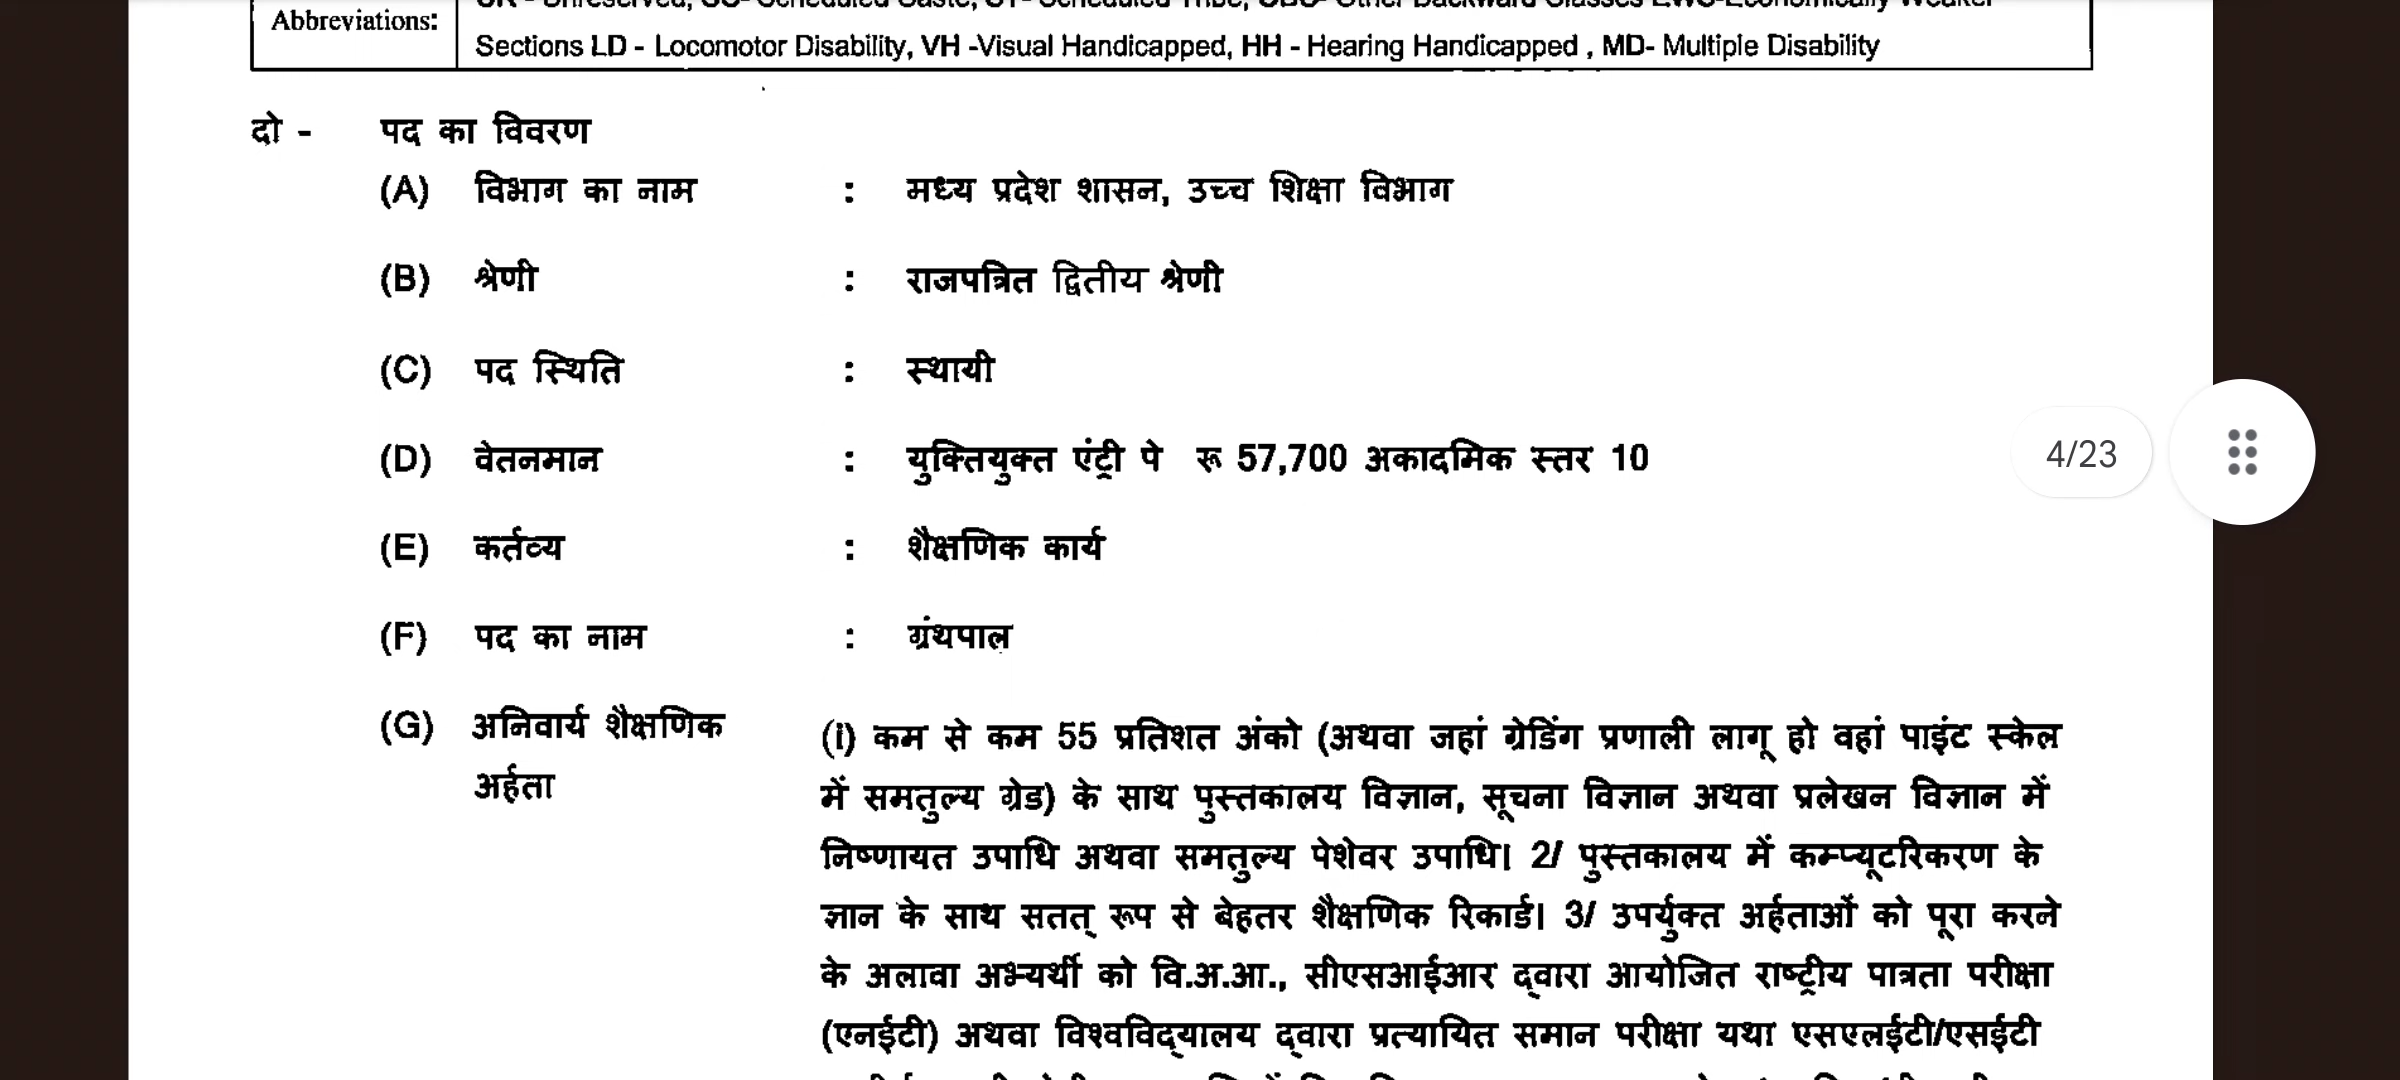 Abbreviations:
Sections LD - Locomotor Disability, VH -Visual Handicapped, HH - Hearing Handicapped , MD- Multiple Disability
दो - पद का विवरण
(A) विभाग का नाम : मध्य प्रदेश शासन, उच्च शिक्षा विभाग
(B) श्रेणी : राजपत्रित द्वितीय श्रेणी
(C) पद स्थिति : स्थायी
(D) वेतनमान : युक्तियुक्त एंट्री पे रू 57,700 अकादमिक स्तर 10
4/23
(E) कर्तव्य : शैक्षणिक कार्य
(F) पद का नाम : ग्रंथपाल
(G) अनिवार्य शैक्षणिक
अर्हता
(i) कम से कम 55 प्रतिशत अंको (अथवा जहां ग्रेडिंग प्रणाली लागू हो वहां पाइंट स्केल
में समतुल्य ग्रेड) के साथ पुस्तकालय विज्ञान, सूचना विज्ञान अथवा प्रलेखन विज्ञान में
निष्णायत उपाधि अथवा समतुल्य पेशेवर उपाधि। 2/ पुस्तकालय में कम्प्यूटरिकरण के
ज्ञान के साथ सतत् रूप से बेहतर शैक्षणिक रिकार्ड। 3/ उपर्युक्त अर्हताओं को पूरा करने
के अलावा अभ्यर्थी को वि.अ.आ., सीएसआईआर द्वारा आयोजित राष्ट्रीय पात्रता परीक्षा
(एनईटी) अथवा विश्वविद्यालय द्वारा प्रत्यायित समान परीक्षा यथा एसएलईटी/एसईटी